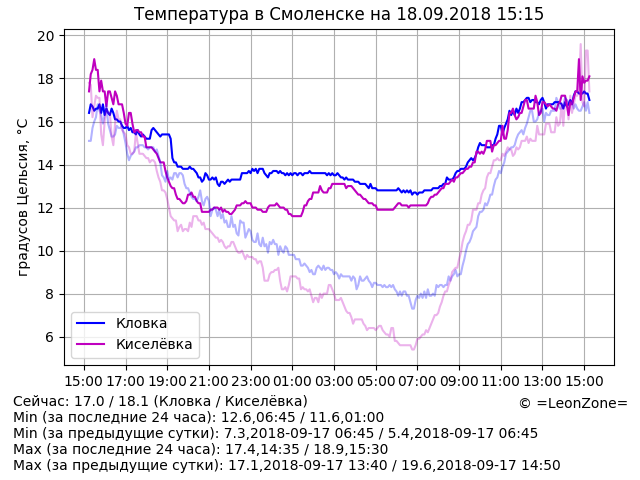 Температура в Смоленске на 18.09.2018 15:15
градусов Цельсия, °C
20
18
16
14
12
10
8
6
Кловка
Киселёвка
15:00 17:00 19:00 21:00 23:00 01:00 03:00 05:00 07:00 09:00 11:00 13:00 15:00
Сейчас: 17.0 / 18.1 (Кловка / Киселёвка)
© =LeonZone=
Min (за последние 24 часа): 12.6,06:45 / 11.6,01:00
Min (за предыдущие сутки): 7.3,2018-09-17 06:45 / 5.4,2018-09-17 06:45
Max (за последние 24 часа): 17.4,14:35 / 18.9,15:30
Max (за предыдущие сутки): 17.1,2018-09-17 13:40 / 19.6,2018-09-17 14:50